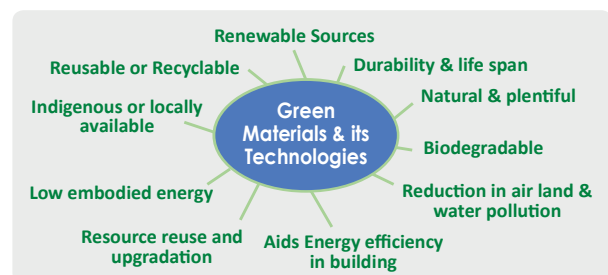 Renewable Sources
Reusable or Recyclable
Durability & life span
Indigenous or locally
available
Green
Materials & its
Technologies
Natural & plentiful
Biodegradable
Low embodied energy
Reduction in air land &
water pollution
Resource reuse and
upgradation
Aids Energy efficiency
in building